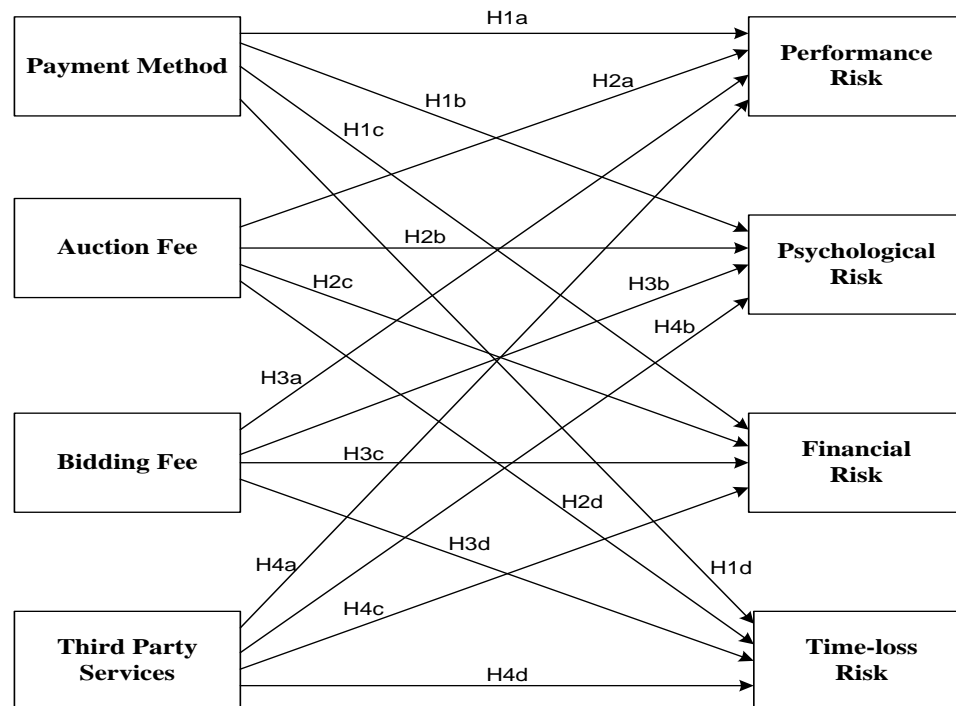 H1a
Payment Method
Performance
Risk
H2a
H1b
H1c
Auction Fee
H2b
Psychological
Risk
H2c
H3b
H4b
H3a
Bidding Fee
H3c
Financial
Risk
H2d
H3d
H4a
H1d
H4c
Third Party
Services
Time-loss
Risk
H4d